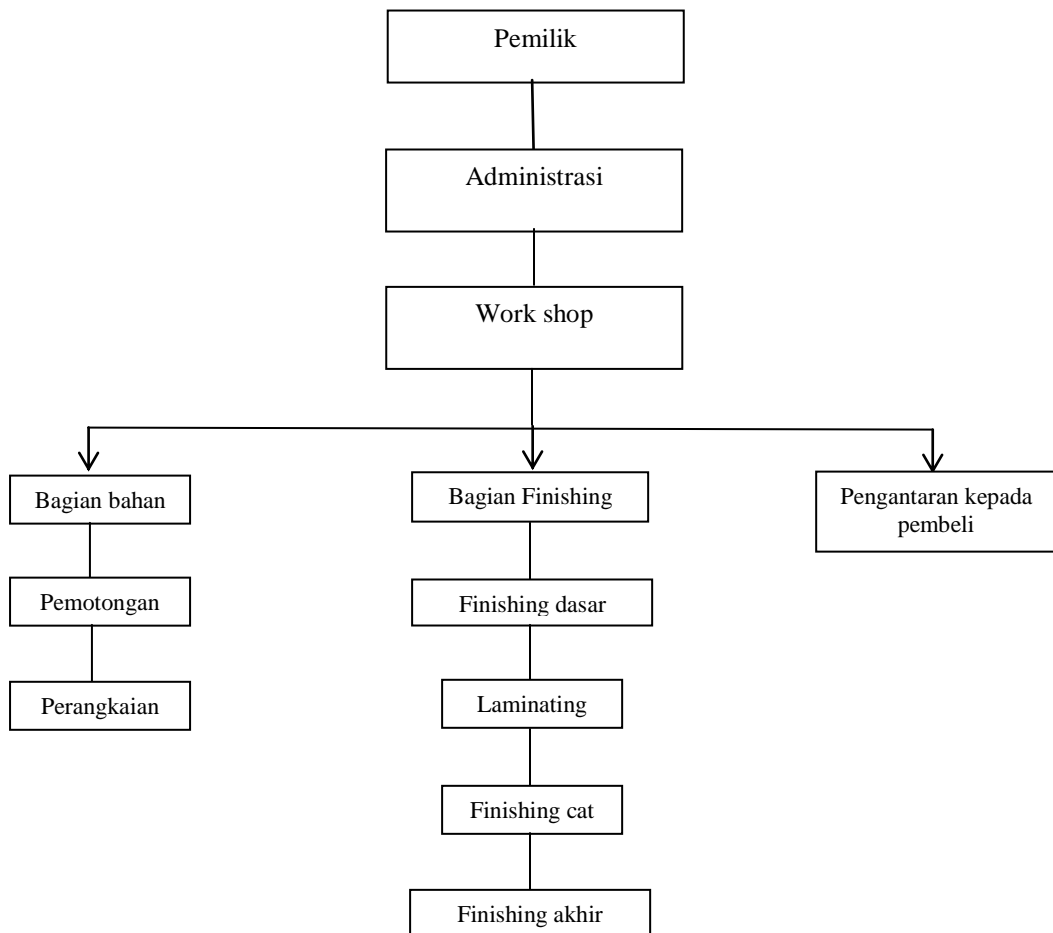 Pemilik
Administrasi
Work shop
Bagian bahan
Pemotongan
Perangkaian
Bagian Finishing
Finishing dasar
Laminating
Finishing cat
Finishing akhir
Pengantaran kepada
pembeli